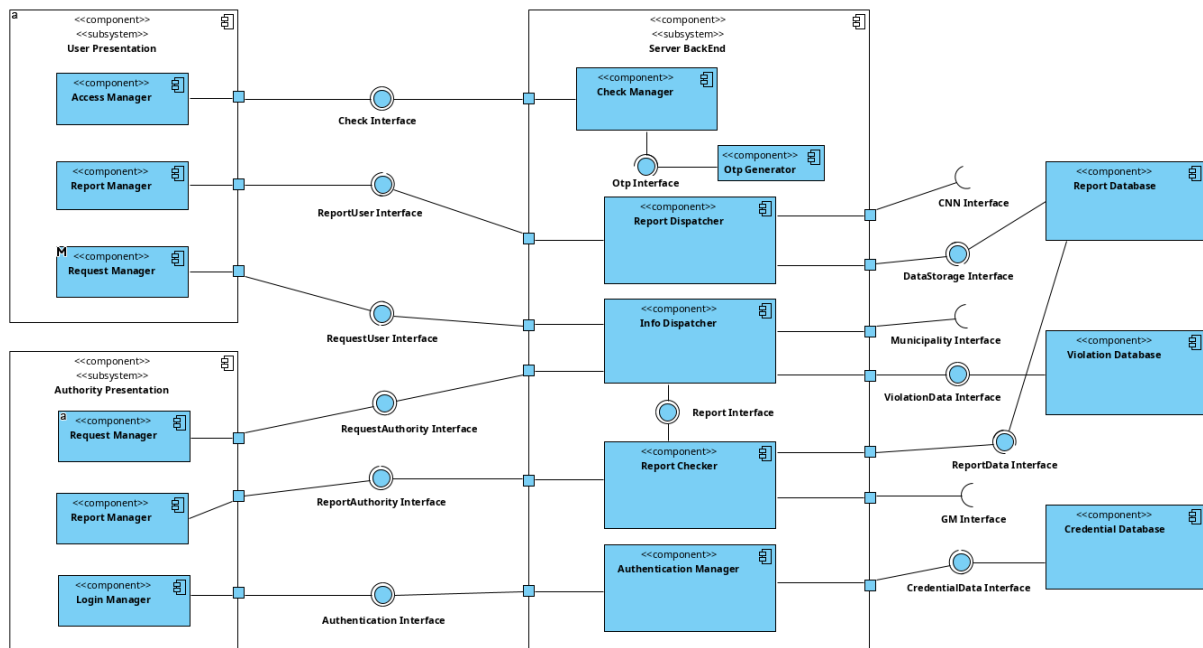 a
<<component>>
<<subsystem>>
User Presentation
<<component>>
Access Manager
<<component>>
Report Manager
M
<<component>>
Request Manager
<<component>>
<<subsystem>>
Authority Presentation
a
<<component>>
Request Manager
<<component>>
Report Manager
<<component>>
Login Manager
Check Interface
ReportUser Interface
RequestUser Interface
RequestAuthority Interface
ReportAuthority Interface
Authentication Interface
<<component>>
<<subsystem>>
Server BackEnd
<<component>>
Check Manager
Otp Interface
<<component>>
Otp Generator
<<component>>
Report Dispatcher
<<component>>
Info Dispatcher
Report Interface
<<component>>
Report Checker
<<component>>
Authentication Manager
CNN Interface
DataStorage Interface
Municipality Interface
ViolationData Interface
ReportData Interface
GM Interface
CredentialData Interface
<<component>>
Report Database
<<component>>
Violation Database
<<component>>
Credential Database